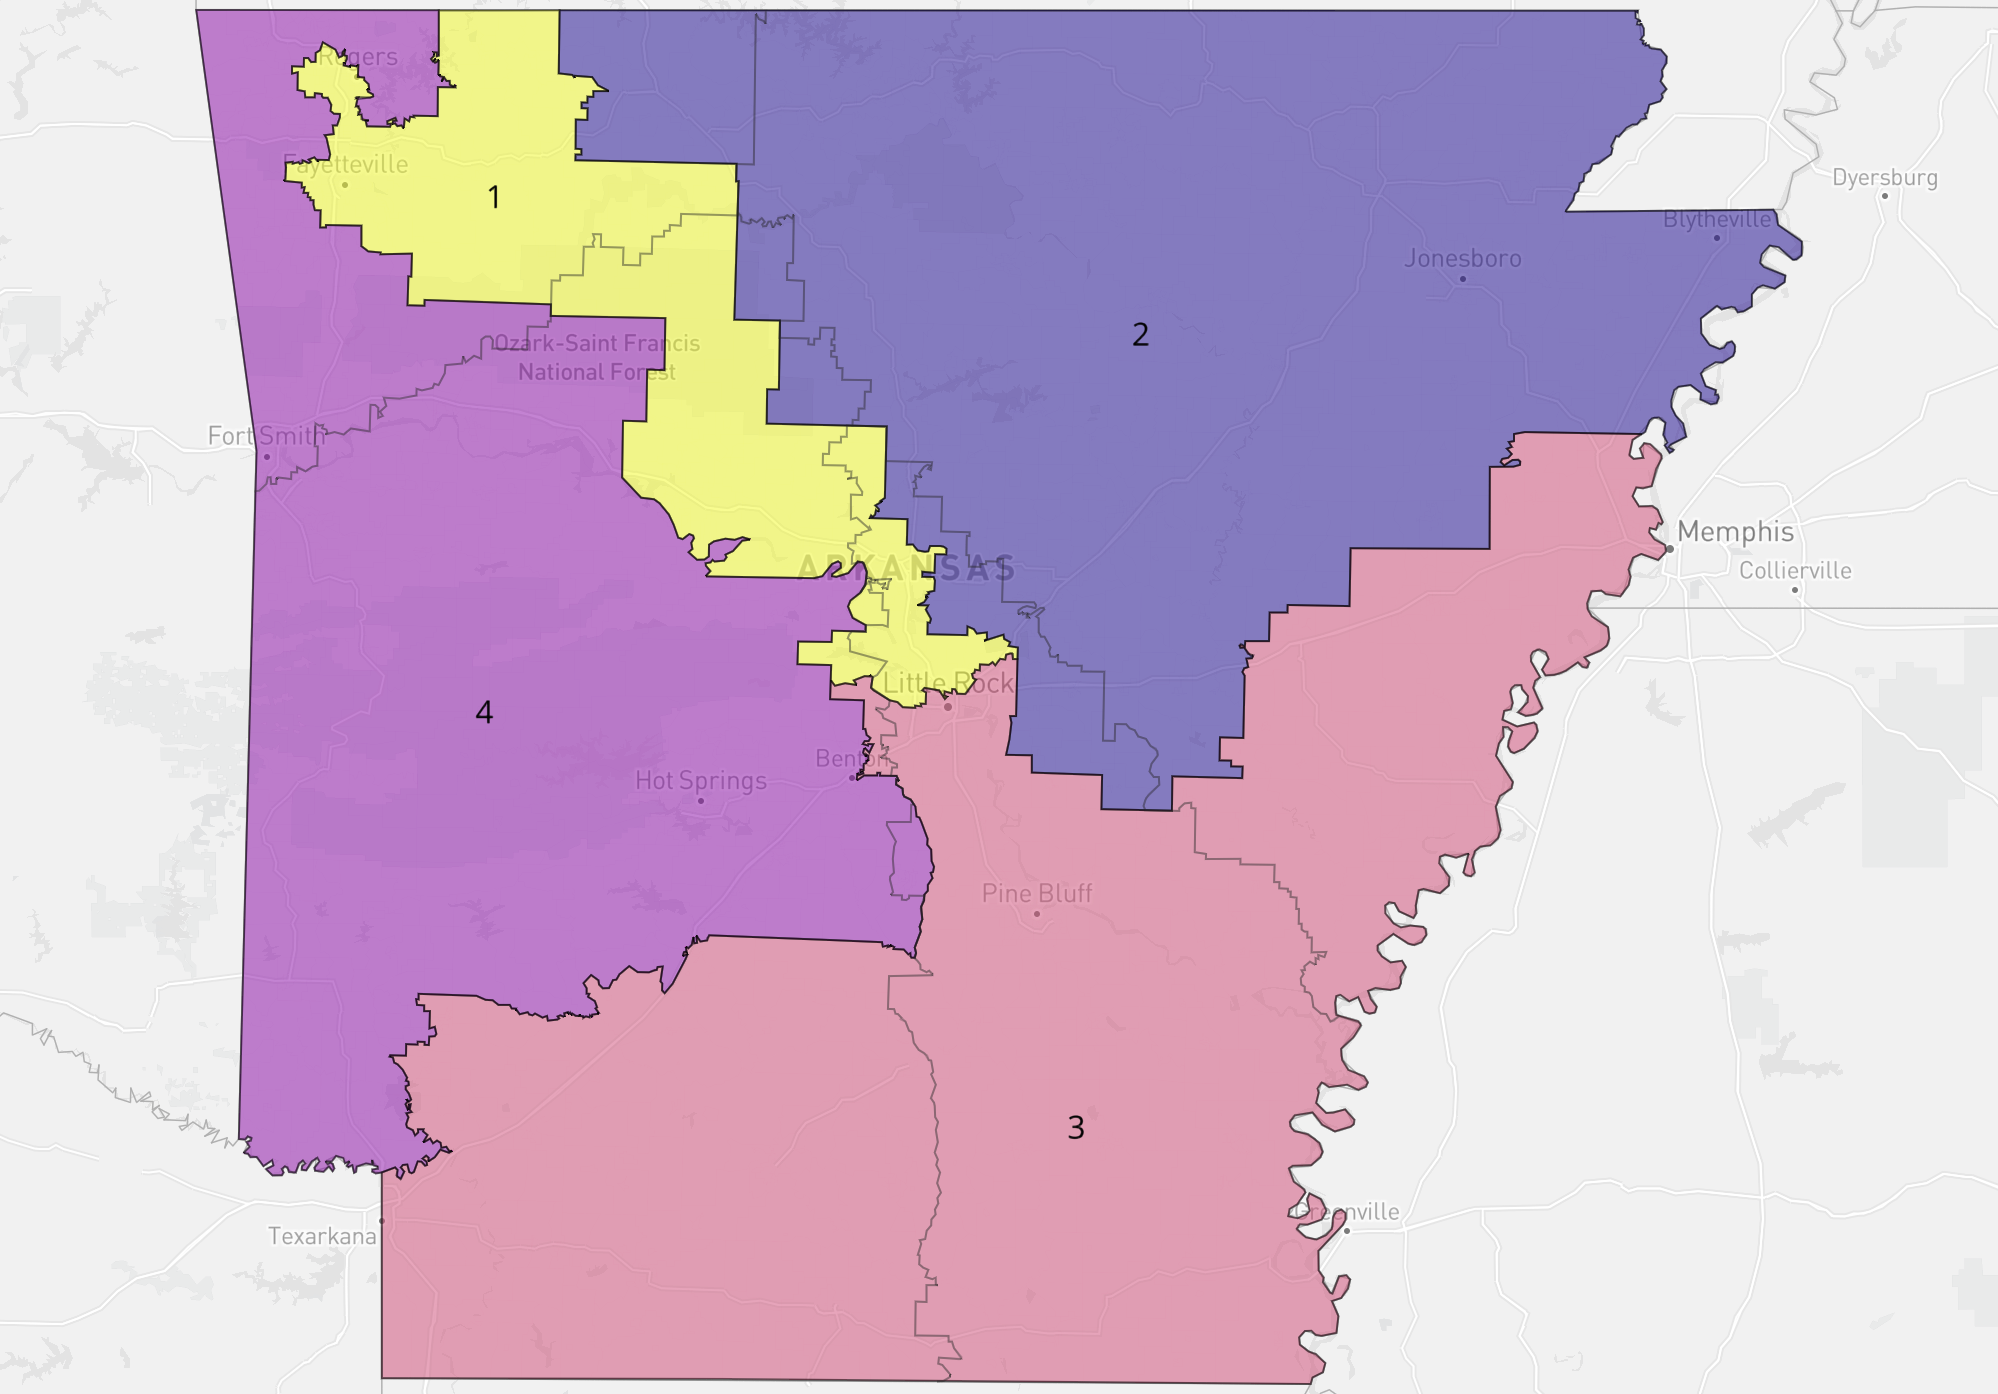 Rogers
Fayetteville
1
Dyersburg
Blytheville
Jonesboro
2
Ozark-Saint Francis
National Forest
Fort Smith
Memphis
ARKANSAS
Collierville
Little Rock
4
Benton
Hot Springs
Pine Bluff
3
Greenville
Texarkana